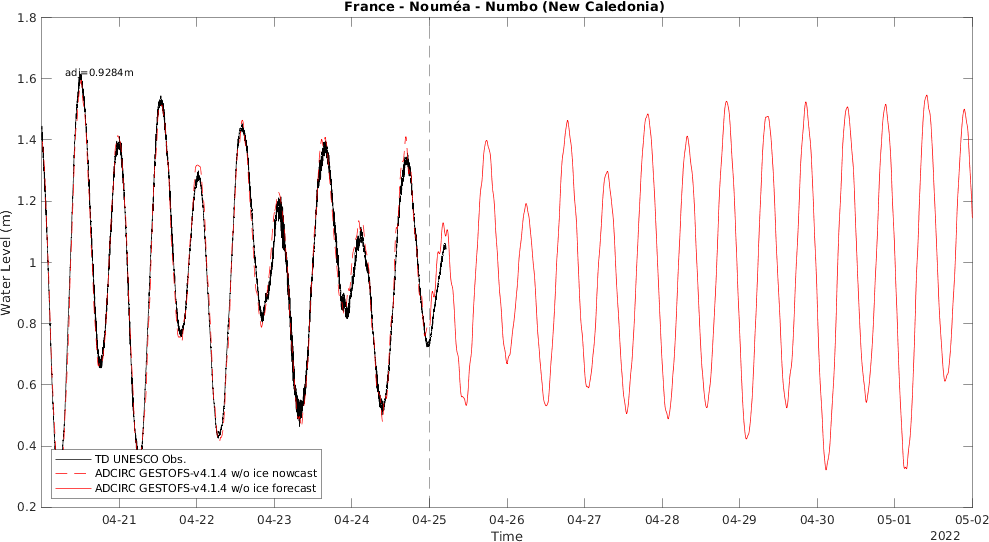 France - Nouméa - Numbo (New Caledonia)
1.8
1.6
1.4
1.2
1
0.8
0.6
0.4
0.2
Water Level (m)
adj=0.9284m
TD UNESCO Obs.
ADCIRC GESTOFS-v4.1.4 w/o ice nowcast
ADCIRC GESTOFS-v4.1.4 w/o ice forecast
04-21 04-22 04-23 04-24 04-25 04-26 04-27 04-28 04-29 04-30 05-01 05-02
Time
2022